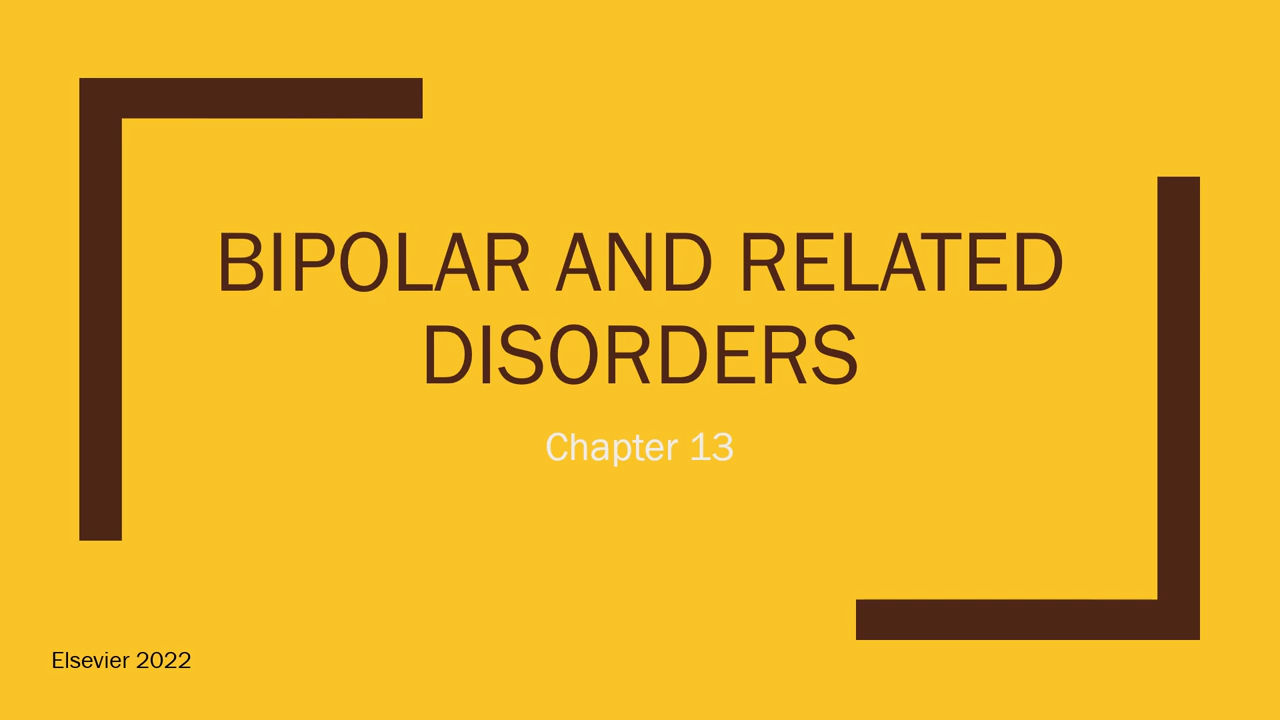 BIPOLAR AND RELATED
DISORDERS
Chapter 13
Elsevier 2022